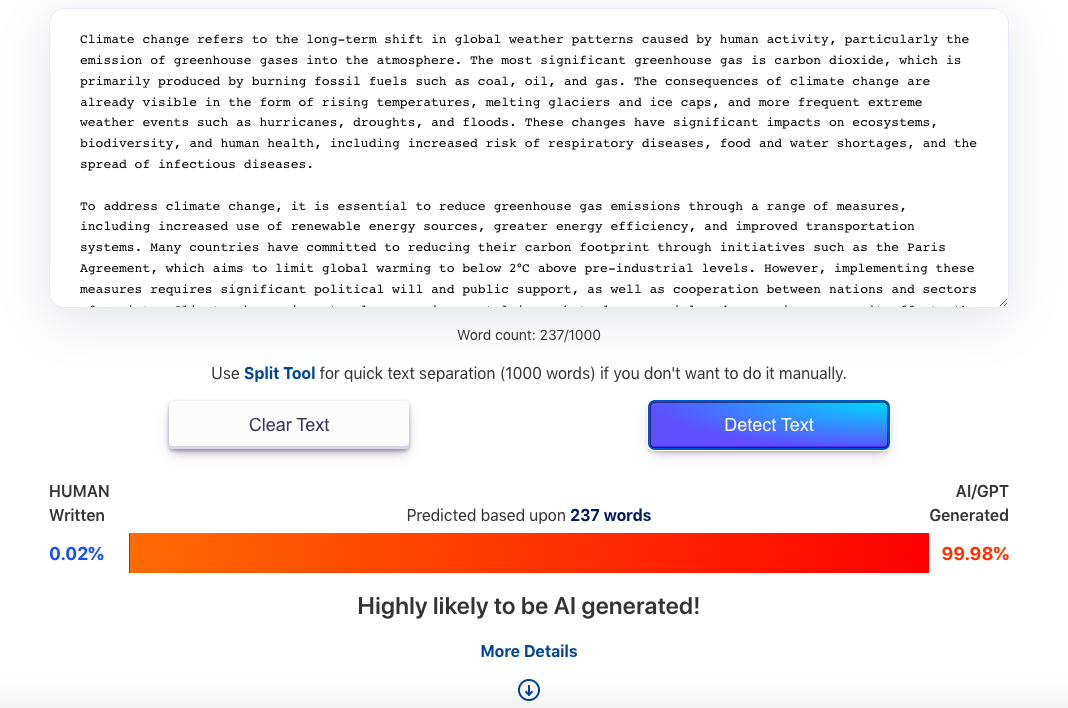 Climate change refers to the long-term shift in global weather patterns caused by human activity, particularly the
emission of greenhouse gases into the atmosphere. The most significant greenhouse gas is carbon dioxide, which is
primarily produced by burning fossil fuels such as coal, oil, and gas. The consequences of climate change are
already visible in the form of rising temperatures, melting glaciers and ice caps, and more frequent extreme
weather events such as hurricanes, droughts, and floods. These changes have significant impacts on ecosystems,
biodiversity, and human health, including increased risk of respiratory diseases, food and water shortages, and the
spread of infectious diseases.
To address climate change, it is essential to reduce greenhouse gas emissions through a range of measures,
including increased use of renewable energy sources, greater energy efficiency, and improved transportation
systems. Many countries have committed to reducing their carbon footprint through initiatives such as the Paris
Agreement, which aims to limit global warming to below 2°C above pre-industrial levels. However, implementing these
measures requires significant political will and public support, as well as cooperation between nations and sectors
Word count: 237/1000
Use Split Tool for quick text separation (1000 words) if you don't want to do it manually.
Clear Text
Detect Text
HUMAN
Written
AI/GPT
Generated
Predicted based upon 237 words
0.02%
99.98%
Highly likely to be AI generated!
More Details